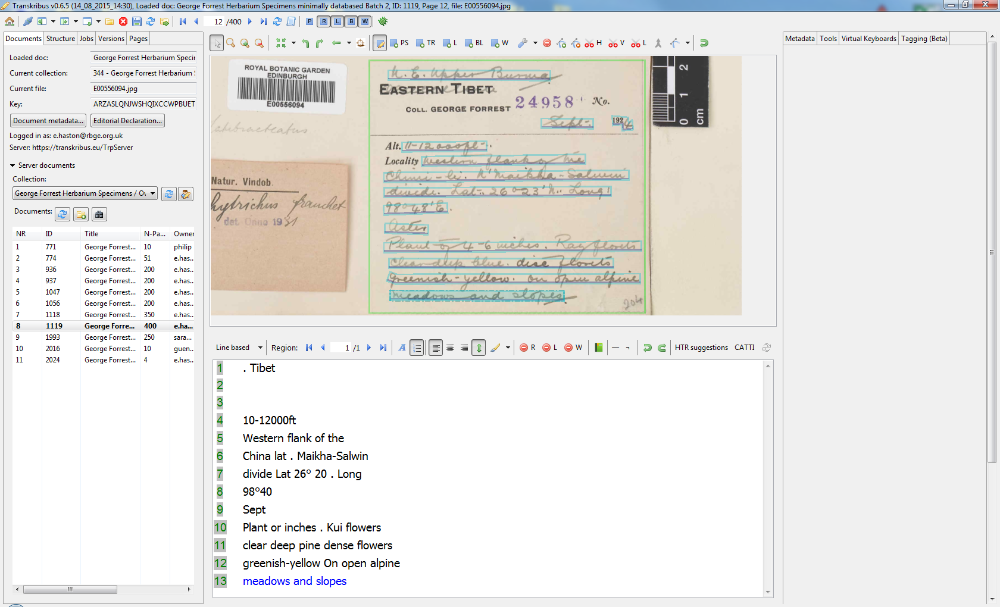 Transkribus v0.6.5 (14_08_2015_14:30), Loaded doc: George Forrest Herbarium Specimens minimally databased Batch 2, ID: 1119, Page 12, file: E00556094.jpg
12 /400
P R L B W
Documents Structure Jobs Versions Pages
Loaded doc: George Forrest Herbarium Specir
Current collection: 344 - George Forrest Herbarium
Current file: E00556094.jpg
Key: ARZASLQNJWSHQIXCCWPBUET
Document metadata... Editorial Declaration...
Logged in as: e.haston@rbge.org.uk
Server: https://transkribus.eu/TrpServer
Server documents
Collection:
George Forrest Herbarium Specimens / Ov
Documents:
NR ID Title N-Pa... Owner
1 771 George Forrest... 10 philip
2 774 George Forrest... 51 e.has..
3 936 George Forrest... 200 e.has..
4 937 George Forrest... 200 e.has..
5 1047 George Forrest... 200 e.has..
6 1056 George Forrest... 200 e.has..
7 1118 George Forrest... 350 e.has..
8 1119 George Forre... 400 e.ha...
9 1993 George Forrest... 250 sara...
10 2016 George Forrest... 10 guen..
11 2024 George Forrest... 4 e.has..
PS TR L BL W H V L
ROYAL BOTANIC GARDEN
EDINBURGH
E00556094
latebracteatus
Natur. Vindob.
hytrichus franchet
det. Onno 1931
N. E. Upper Burma
EASTERN TIBET
COLL. GEORGE FORREST 24958 No.
Sept. 1924
Alt. 11-12000ft.
Locality Western flank of the
Chimi-li. N'Maikha-Salwin
divide. Lat. 26°23'N. Long
98°48'E.
Aster
Plant of 4-6 inches. Ray florets
clear deep blue. disc florets
greenish-yellow. on open alpine
meadows and slopes
204
0 1 2
cm
Line based Region: 1 /1 R L W HTR suggestions CATTI
1 . Tibet
2
3
4 10-12000ft
5 Western flank of the
6 China lat . Maikha-Salwin
7 divide Lat 26° 20 . Long
8 98°40
9 Sept
10 Plant or inches . Kui flowers
11 clear deep pine dense flowers
12 greenish-yellow On open alpine
13 meadows and slopes
Metadata Tools Virtual Keyboards Tagging (Beta)